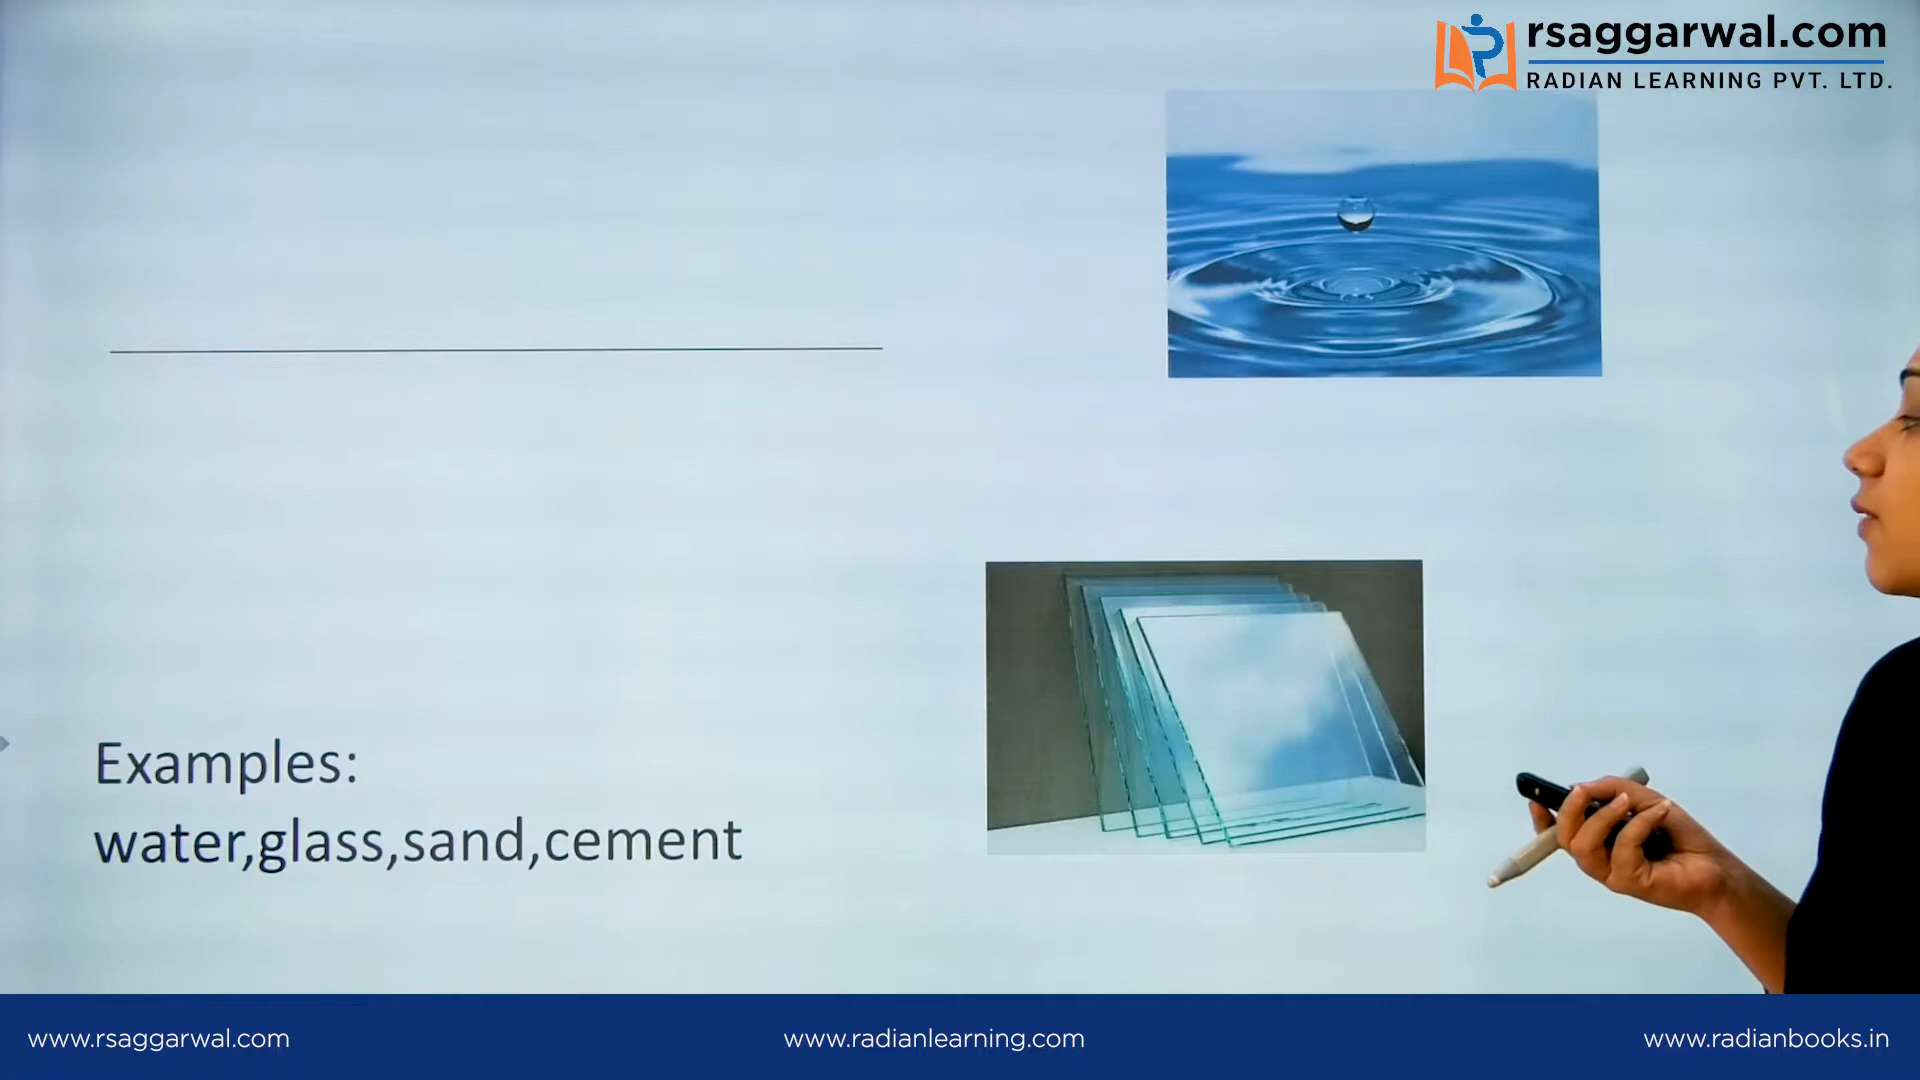 rsaggarwal.com
RADIAN LEARNING PVT. LTD.
Examples:
water,glass,sand,cement
www.rsaggarwal.com
www.radianlearning.com
www.radianbooks.in